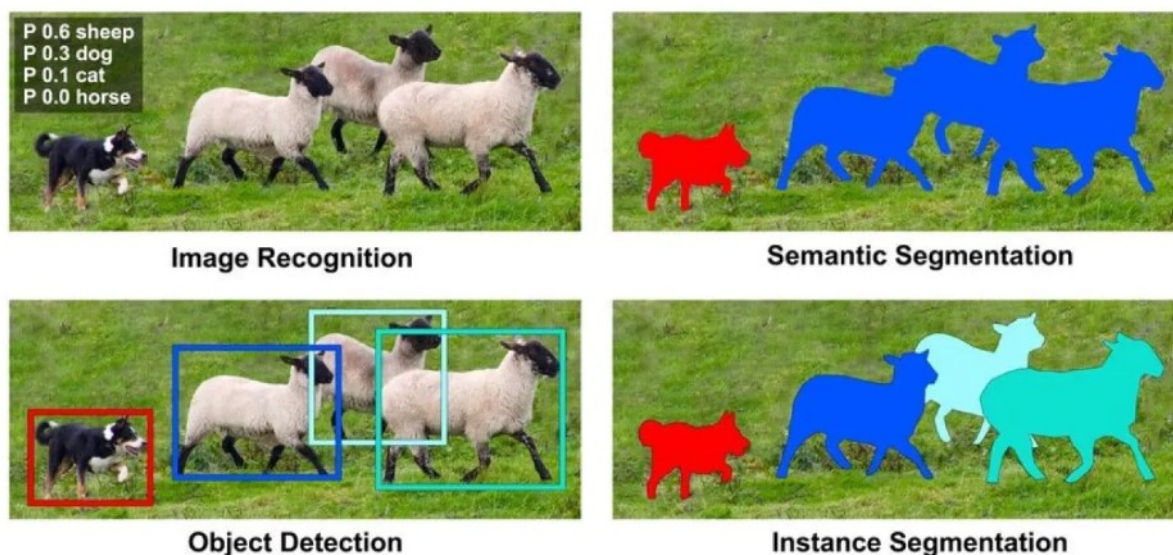 P 0.6 sheep
P 0.3 dog
P 0.1 cat
P 0.0 horse
Image Recognition
Semantic Segmentation
Object Detection
Instance Segmentation